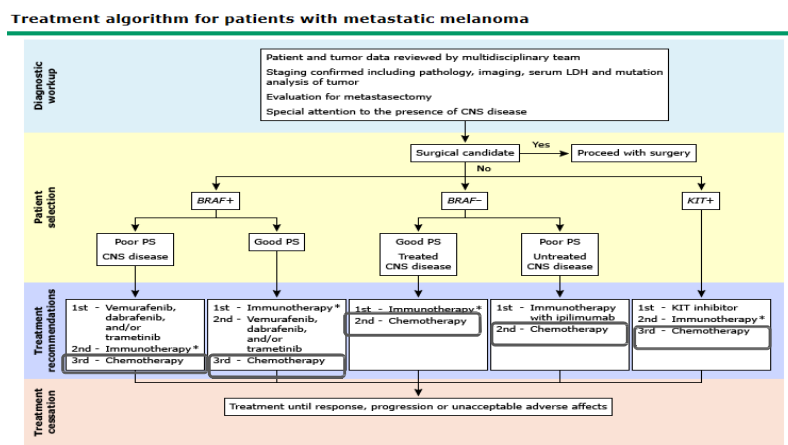 Treatment algorithm for patients with metastatic melanoma
Diagnostic
workup
Patient and tumor data reviewed by multidisciplinary team
Staging confirmed including pathology, imaging, serum LDH and mutation
analysis of tumor
Evaluation for metastasectomy
Special attention to the presence of CNS disease
Patient
selection
Surgical candidate
Yes
Proceed with surgery
No
BRAF+
BRAF−
KIT+
Poor PS
CNS disease
Good PS
Good PS
Treated
CNS disease
Poor PS
Untreated
CNS disease
Treatment
recommendations
1st - Vemurafenib,
dabrafenib,
and/or
trametinib
2nd - Immunotherapy*
3rd - Chemotherapy
1st - Immunotherapy*
2nd - Vemurafenib,
dabrafenib,
and/or
trametinib
3rd - Chemotherapy
1st - Immunotherapy*
2nd - Chemotherapy
1st - Immunotherapy
with ipilimumab
2nd - Chemotherapy
1st - KIT inhibitor
2nd - Immunotherapy*
3rd - Chemotherapy
Treatment
cessation
Treatment until response, progression or unacceptable adverse affects